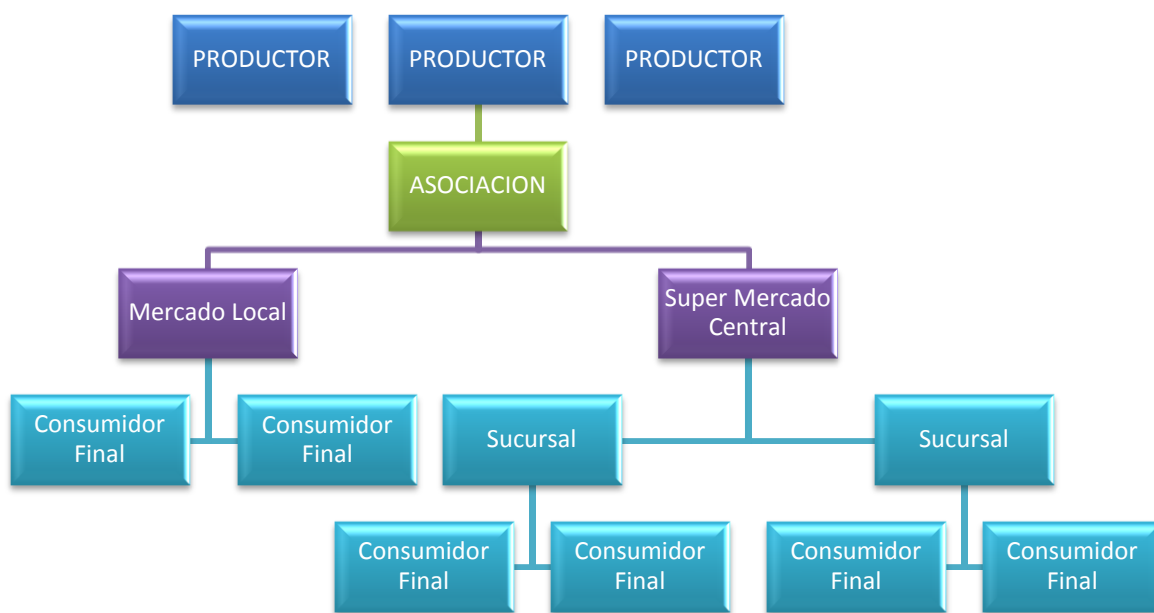 PRODUCTOR
PRODUCTOR
PRODUCTOR
ASOCIACION
Mercado Local
Super Mercado
Central
Consumidor
Final
Consumidor
Final
Sucursal
Sucursal
Consumidor
Final
Consumidor
Final
Consumidor
Final
Consumidor
Final